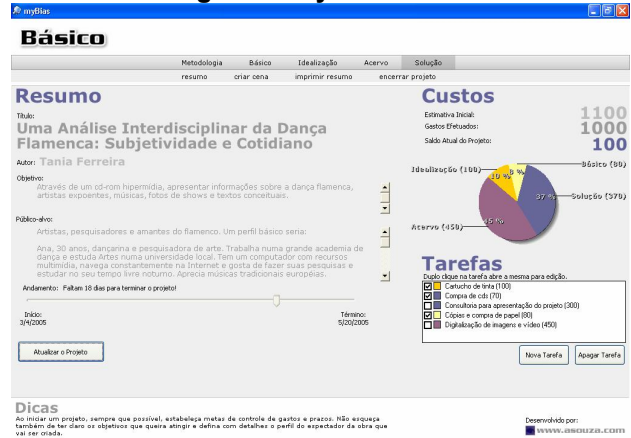 myBias
Básico
Metodologia Básico Idealização Acervo Solução
resumo criar cena imprimir resumo encerrar projeto
Resumo
Título:
Uma Análise Interdisciplinar da Dança
Flamenca: Subjetividade e Cotidiano
Autor: Tania Ferreira
Objetivo:
Através de um cd-rom hipermidia, apresentar informações sobre a dança flamenca,
artistas expoentes, músicas, fotos de shows e textos conceituais.
Público-alvo:
Artistas, pesquisadores e amantes do flamenco. Um perfil básico
seria:
Ana, 30 anos, dançarina e pesquisadora de arte. Trabalha numa grande academia de
dança e estuda Artes numa universidade local. Tem um computador com recursos
multimídia, navega constantemente na Internet e gosta de fazer suas pesquisas e
estudar no seu tempo livre noturno. Aprecia músicas tradicionais européias.
Andamento: Faltam 18 dias para terminar o projeto!
Início: Término:
3/4/2005 5/20/2005
Atualizar o Projeto
Custos
Estimativa Inicial: 1100
Gastos Efetuados: 1000
Saldo Atual do Projeto: 100
Idealização (100) Básico (80)
10 % 8 %
37 % Solução (370)
Acervo (450) 45 %
Tarefas
Duplo clique na tarefa abre a mesma para edição.
Cartucho de tinta (100)
Compra de cds (70)
Consultoria para apresentação do projeto (300)
Cópias e compra de papel (80)
Digitalização de imagens e vídeo (450)
Nova Tarefa Apagar Tarefa
Dicas
Ao iniciar um projeto, sempre que possível, estabeleça metas de controle de gastos e prazos. Não esqueça
também de ter claro os objetivos que queira atingir e defina com detalhes o perfil do expectador da obra que
vai ser criada.
Desenvolvido por:
www.asouza.com